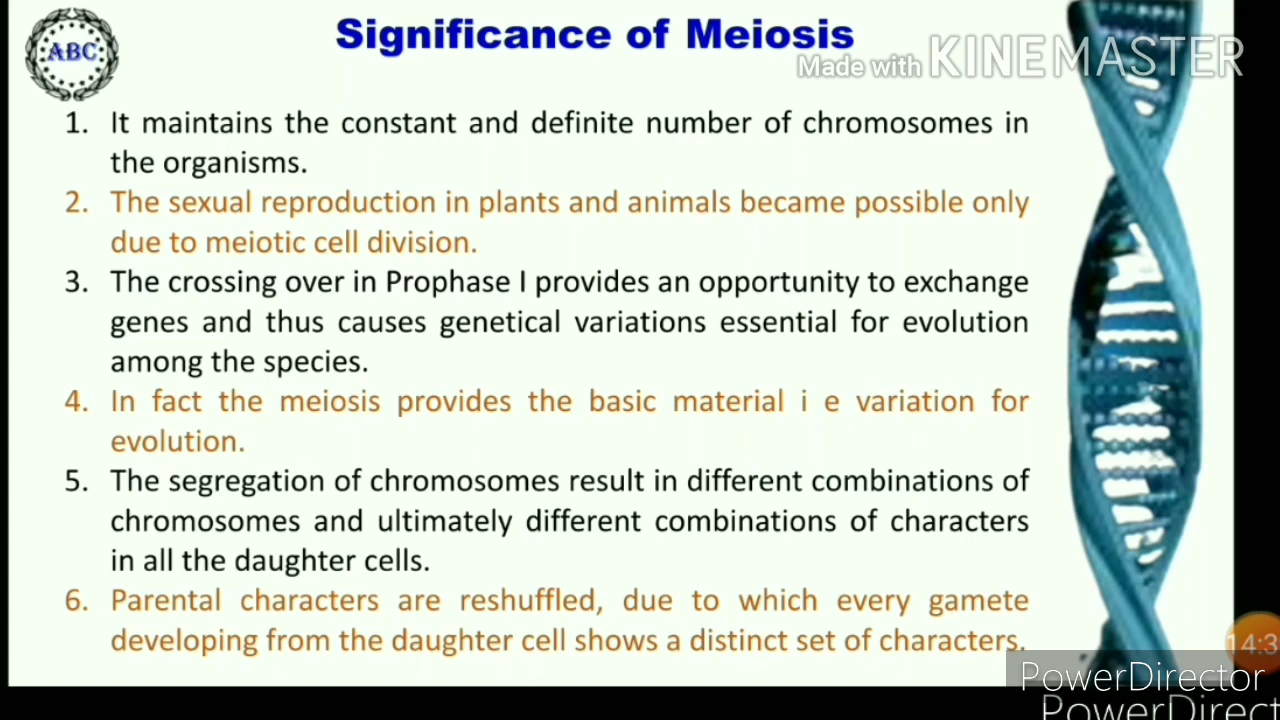 ABC
Significance of Meiosis
Made with KINEMASTER
1. It maintains the constant and definite number of chromosomes in
the organisms.
2. The sexual reproduction in plants and animals became possible only
due to meiotic cell division.
3. The crossing over in Prophase I provides an opportunity to exchange
genes and thus causes genetical variations essential for evolution
among the species.
4. In fact the meiosis provides the basic material i e variation for
evolution.
5. The segregation of chromosomes result in different combinations of
chromosomes and ultimately different combinations of characters
in all the daughter cells.
6. Parental characters are reshuffled, due to which every gamete
developing from the daughter cell shows a distinct set of characters.
14:3
PowerDirector
PowerDirect